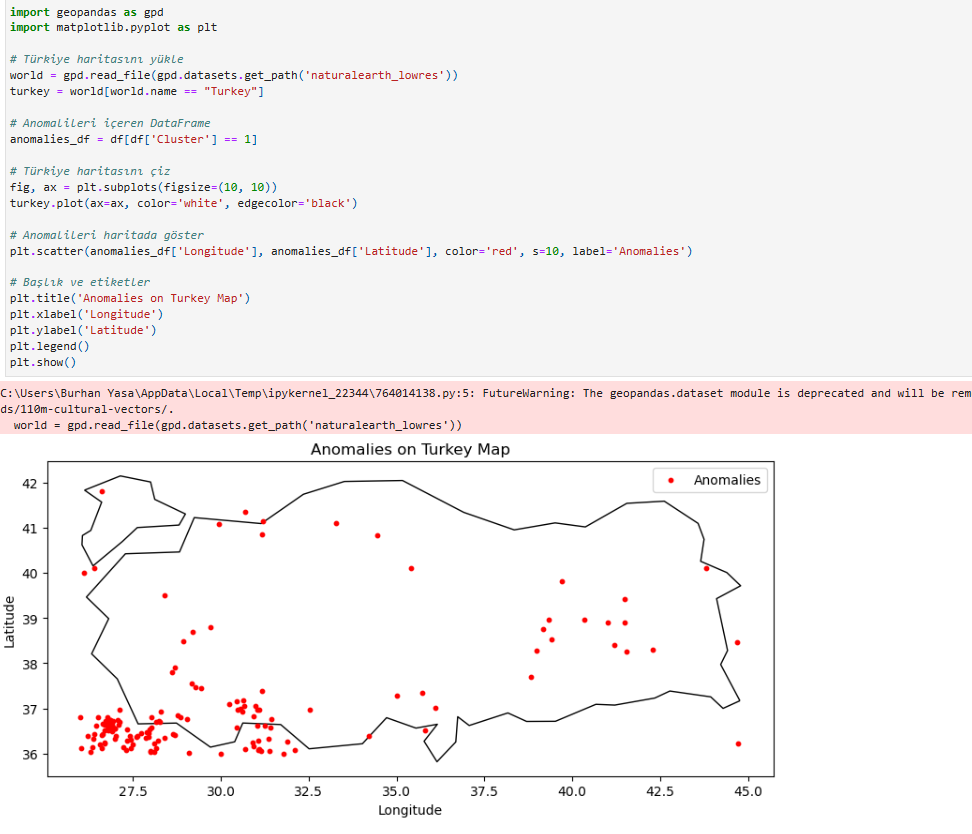 import geopandas as gpd
import matplotlib.pyplot as plt
# Türkiye haritasını yükle
world = gpd.read_file(gpd.datasets.get_path('naturalearth_lowres'))
turkey = world[world.name == "Turkey"]
# Anomalileri içeren DataFrame
anomalies_df = df[df['Cluster'] == 1]
# Türkiye haritasını çiz
fig, ax = plt.subplots(figsize=(10, 10))
turkey.plot(ax=ax, color='white', edgecolor='black')
# Anomalileri haritada göster
plt.scatter(anomalies_df['Longitude'], anomalies_df['Latitude'], color='red', s=10, label='Anomalies')
# Başlık ve etiketler
plt.title('Anomalies on Turkey Map')
plt.xlabel('Longitude')
plt.ylabel('Latitude')
plt.legend()
plt.show()
C:\Users\Burhan Yasa\AppData\Local\Temp\ipykernel_22344\764014138.py:5: FutureWarning: The geopandas.dataset module is deprecated and will be rem
ds/110m-cultural-vectors/.
world = gpd.read_file(gpd.datasets.get_path('naturalearth_lowres'))
Anomalies on Turkey Map
Anomalies
42
41
40
39
38
37
36
Latitude
27.5 30.0 32.5 35.0 37.5 40.0 42.5 45.0
Longitude